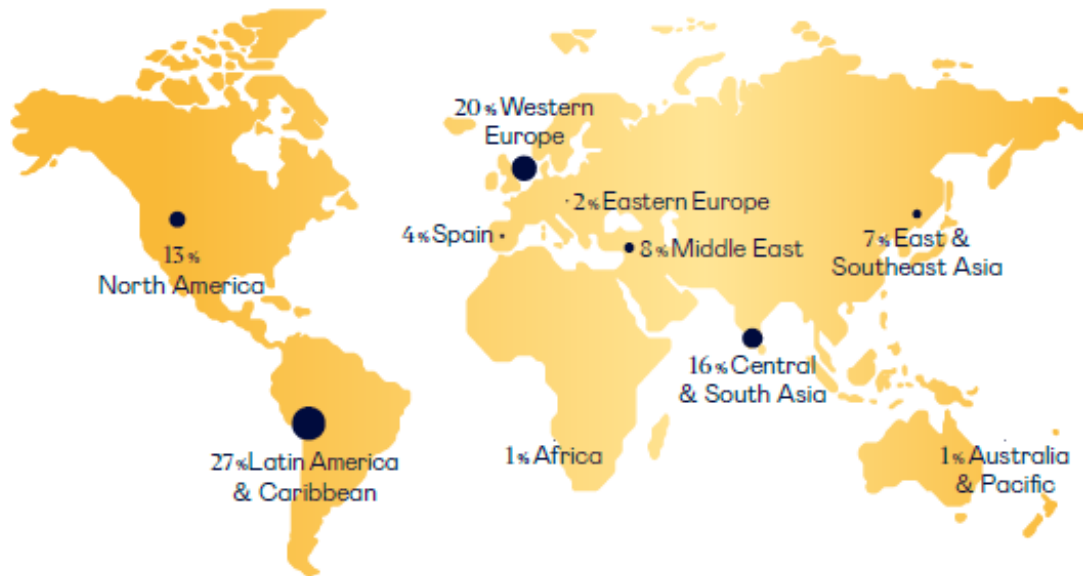 20% Western
Europe
2% Eastern Europe
4% Spain
8% Middle East
7% East &
Southeast Asia
13%
North America
16% Central
& South Asia
27% Latin America
& Caribbean
1% Africa
1% Australia
& Pacific